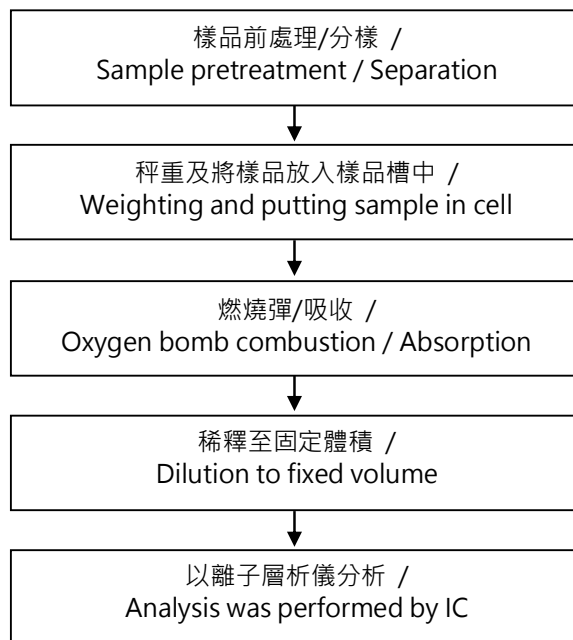 樣品前處理/分樣 /
Sample pretreatment / Separation
秤重及將樣品放入樣品槽中 /
Weighting and putting sample in cell
燃燒彈/吸收 /
Oxygen bomb combustion / Absorption
稀釋至固定體積 /
Dilution to fixed volume
以離子層析儀分析 /
Analysis was performed by IC